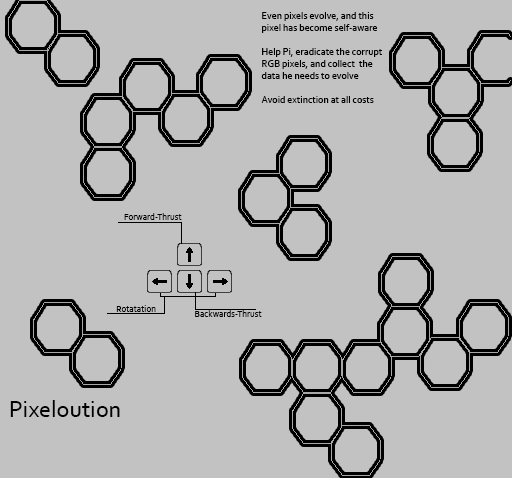 Even pixels evolve, and this
pixel has become self-aware
Help Pi, eradicate the corrupt
RGB pixels, and collect the
data he needs to evolve
Avoid extinction at all costs
Forward-Thrust
Rotatation
Backwards-Thrust
Pixeloution